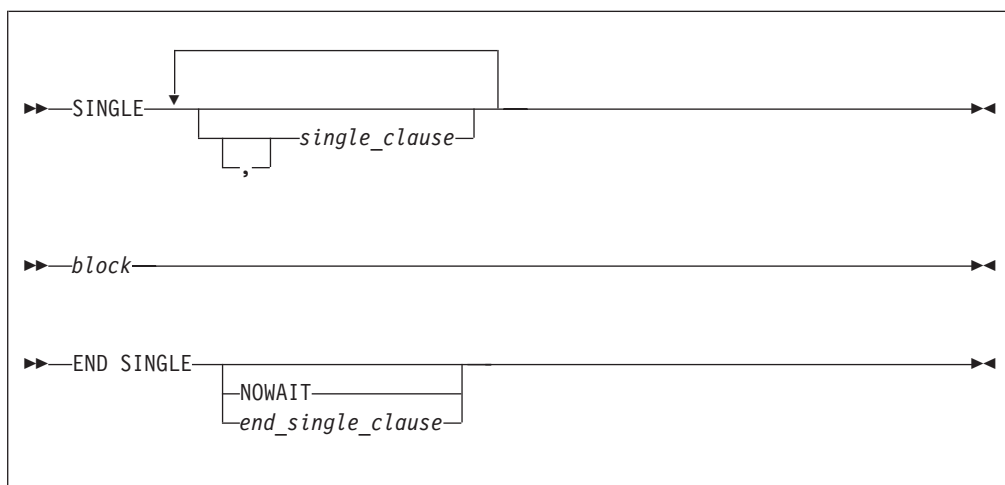 SINGLE
single_clause
,
block
END SINGLE
NOWAIT
end_single_clause